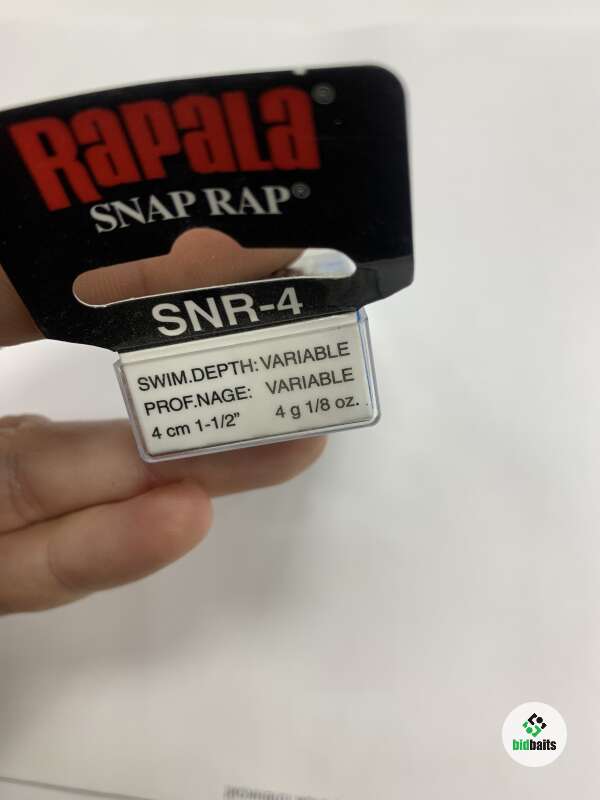 RAPALA®
SNAP RAP®
SNR-4
SWIM.DEPTH: VARIABLE
PROF.NAGE: VARIABLE
4 cm 1-1/2" 4 g 1/8 oz.
bidbaits